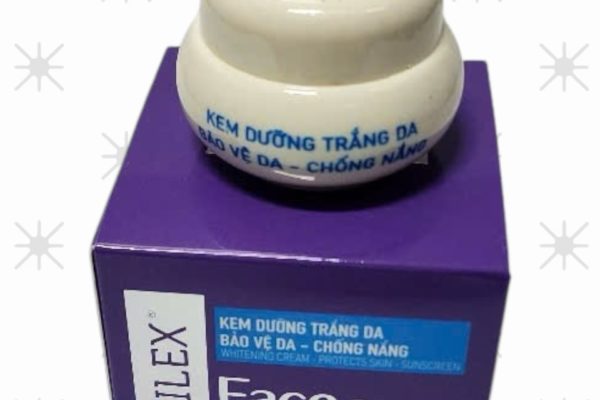 KEM DƯỠNG TRẮNG DA
BẢO VỆ DA - CHỐNG NẮNG
KEM DƯỠNG TRẮNG DA
BẢO VỆ DA - CHỐNG NẮNG
WHITENING CREAM - PROTECTS SKIN - SUNSCREEN
ILEX®
Face